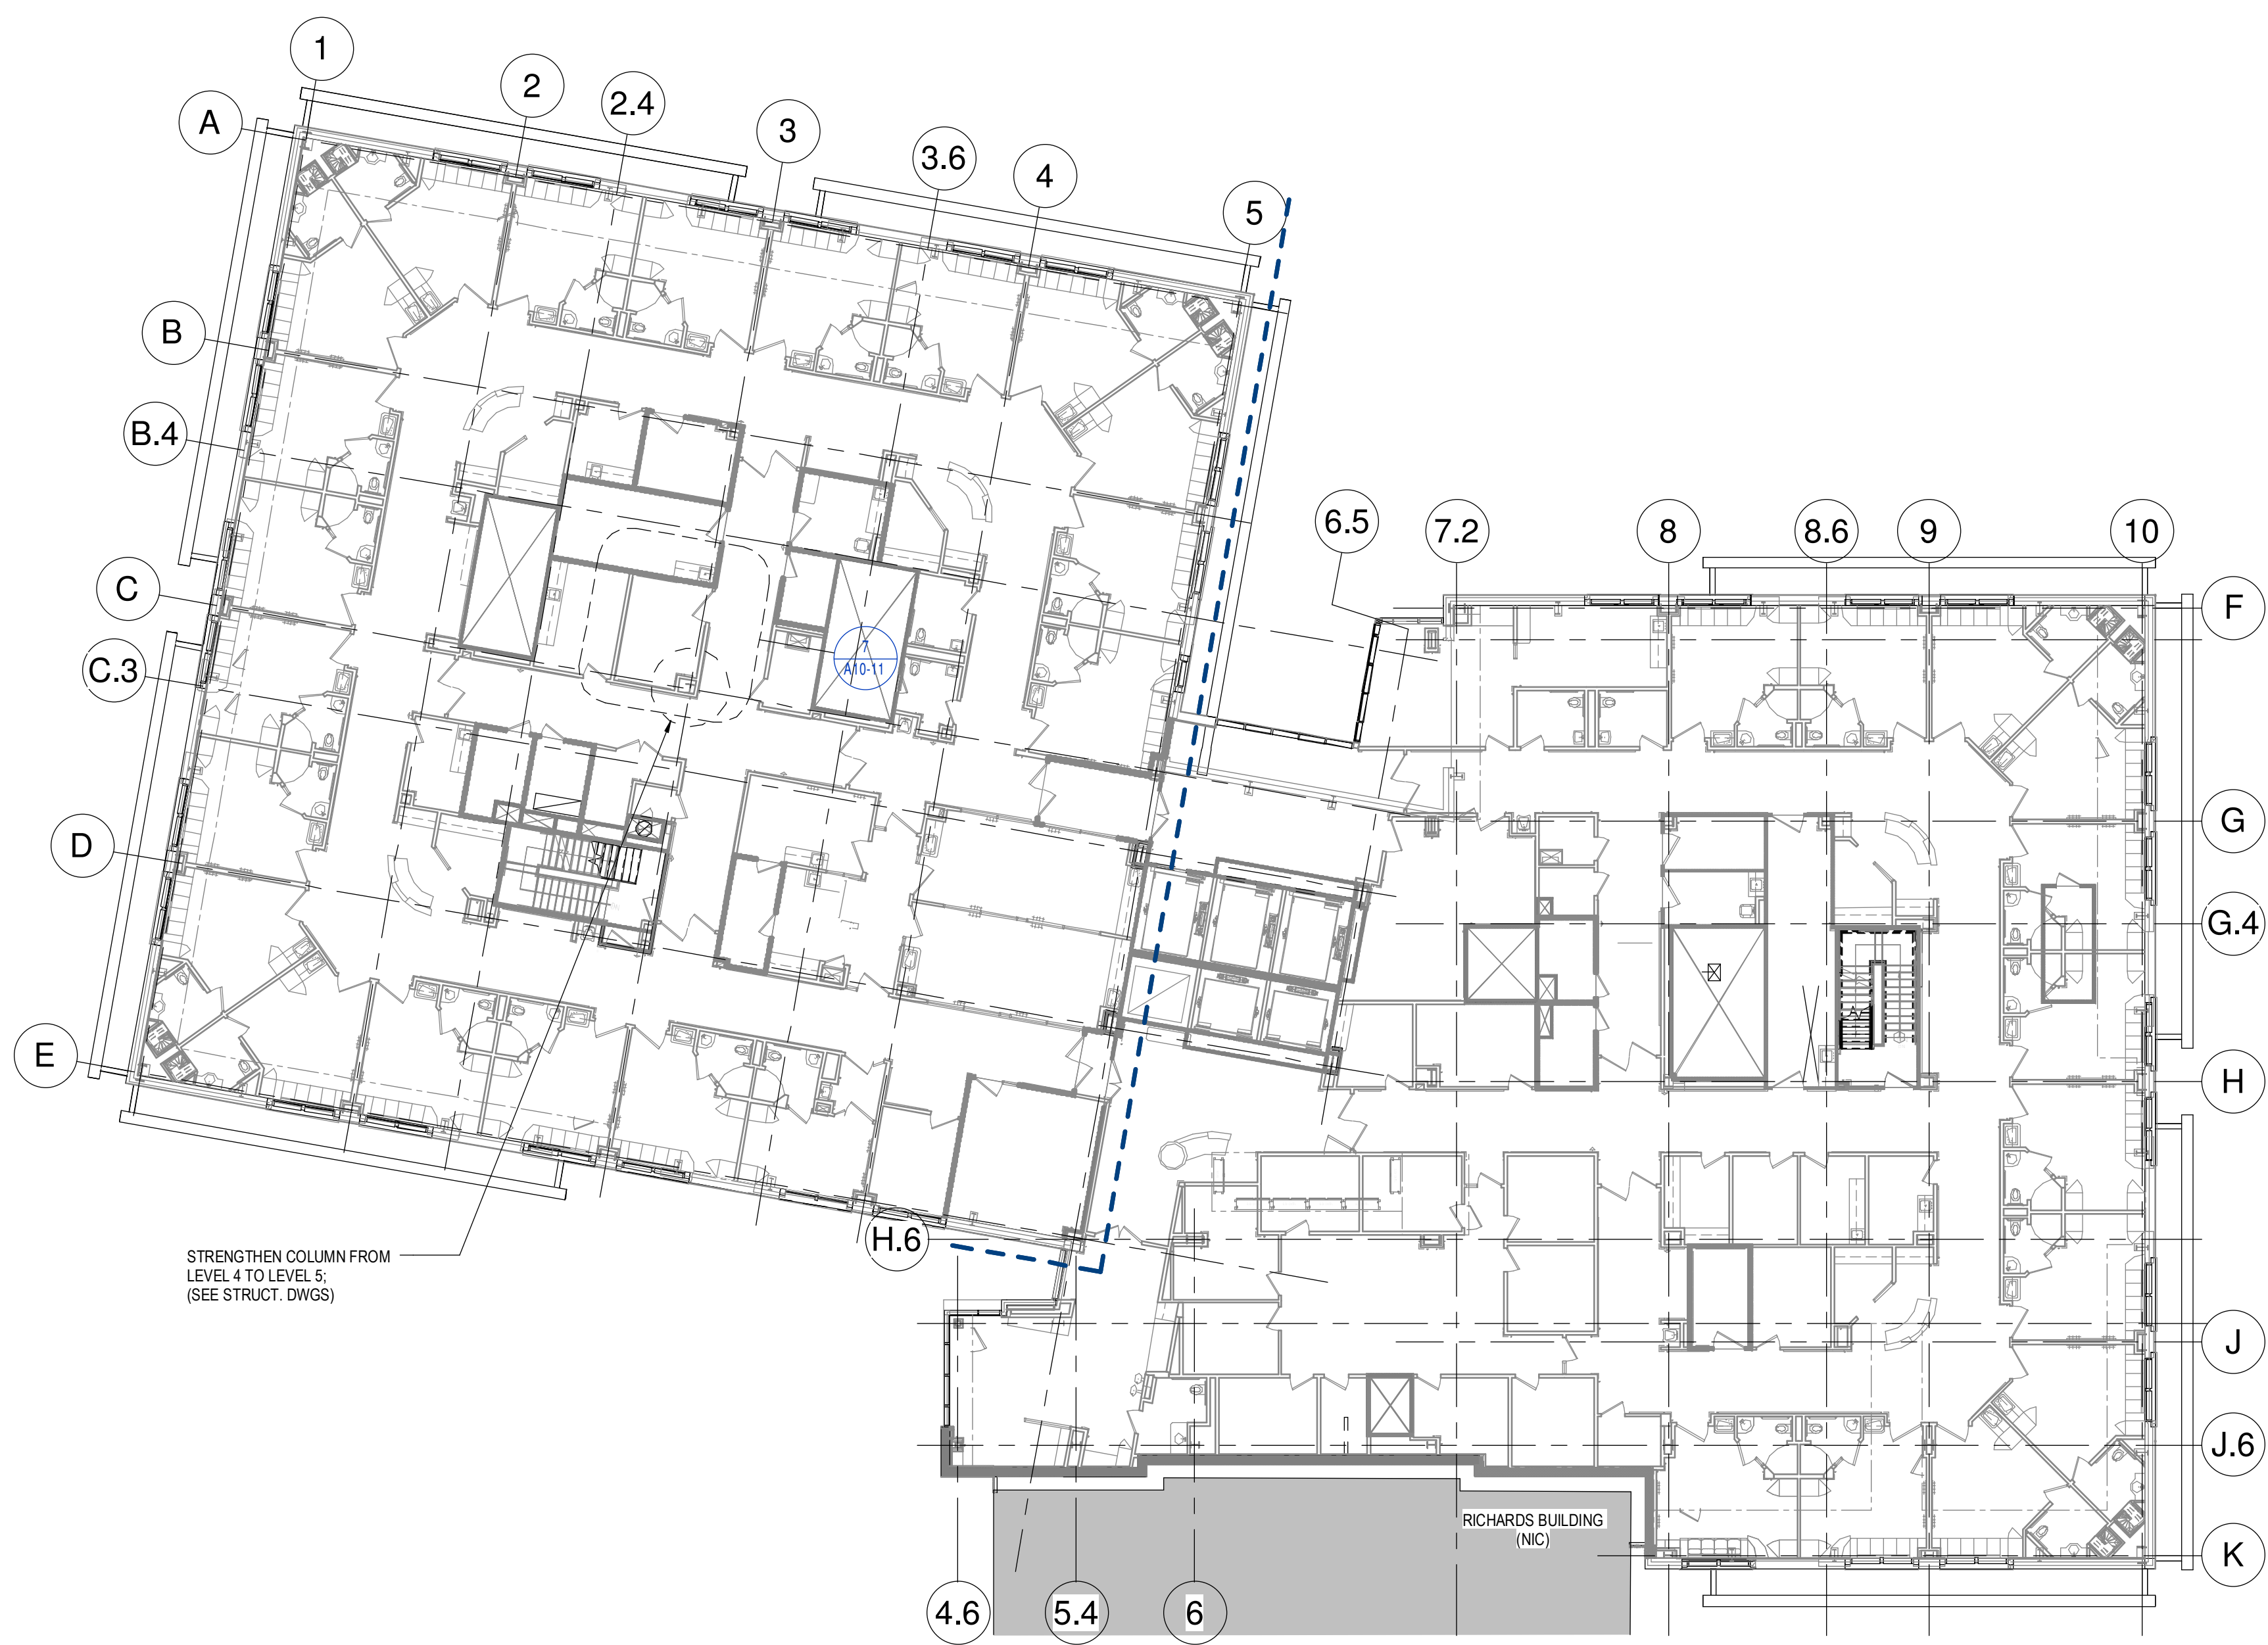 1
2
2.4
3
3.6
4
5
A
B
B.4
C
C.3
D
E
6.5
7.2
8
8.6
9
10
F
G
G.4
H
J
J.6
K
7
A10-11
H.6
STRENGTHEN COLUMN FROM
LEVEL 4 TO LEVEL 5;
(SEE STRUCT. DWGS)
RICHARDS BUILDING
(NIC)
4.6
5.4
6